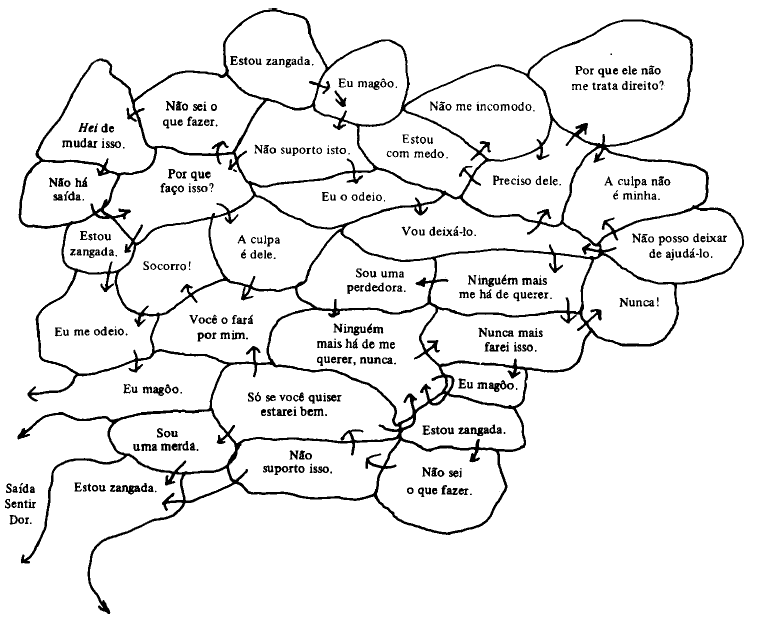 Estou zangada.
Eu magôo.
Por que ele não
me trata direito?
Não sei o
que fazer.
Não me incomodo.
Hei de
mudar isso.
Não suporto isto.
Estou
com medo.
Não há
saída.
Por que
faço isso?
Preciso dele.
A culpa não
é minha.
Eu o odeio.
Vou deixá-lo.
Estou
zangada.
A culpa
é dele.
Não posso deixar
de ajudá-lo.
Socorro!
Sou uma
perdedora.
Ninguém mais
me há de querer.
Nunca!
Eu me odeio.
Você o fará
por mim.
Ninguém
mais há de me
querer, nunca.
Nunca mais
farei isso.
Eu magôo.
Só se você quiser
estarei bem.
Eu magôo.
Sou
uma merda.
Estou zangada.
Não
suporto isso.
Não sei
o que fazer.
Saída
Sentir
Dor.
Estou zangada.